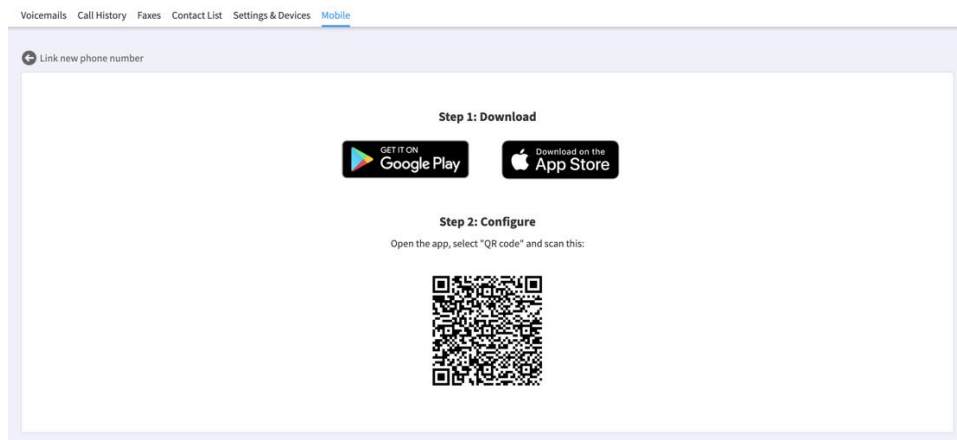 Voicemails Call History Faxes Contact List Settings & Devices Mobile
Link new phone number
Step 1: Download
GET IT ON
Google Play
Download on the
App Store
Step 2: Configure
Open the app, select "QR code" and scan this: